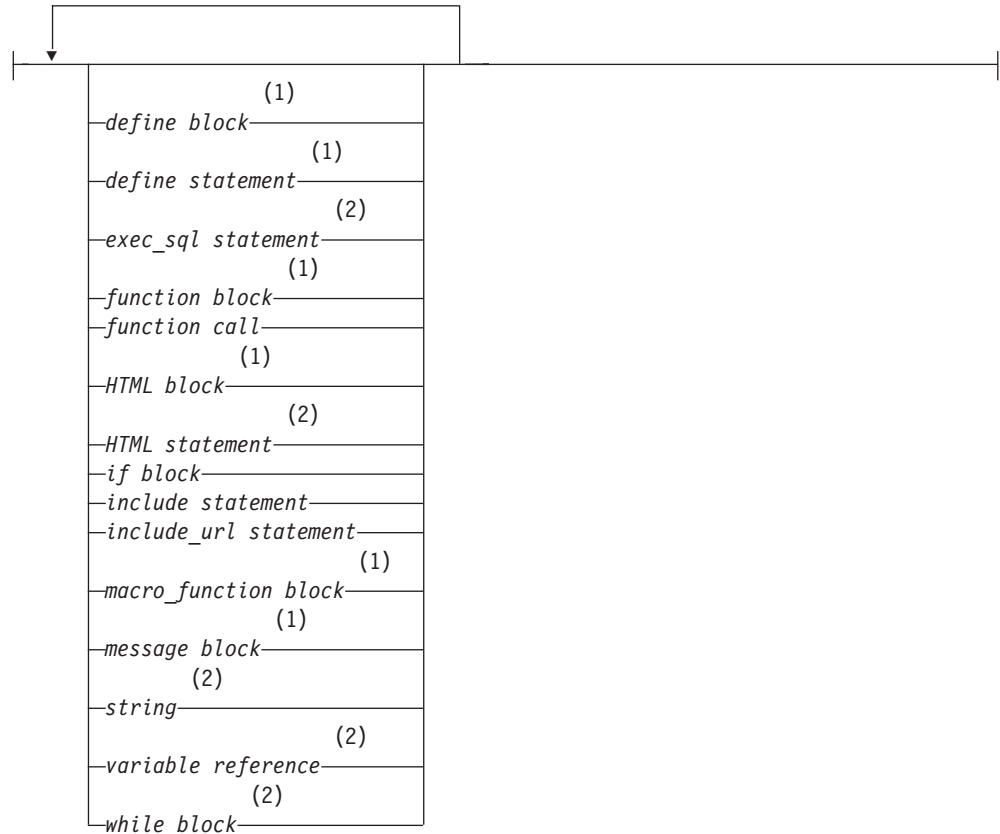 (1)
define block
(1)
define statement
(2)
exec_sql statement
(1)
function block
function call
(1)
HTML block
(2)
HTML statement
if block
include statement
include_url statement
(1)
macro_function block
(1)
message block
(2)
string
(2)
variable reference
(2)
while block